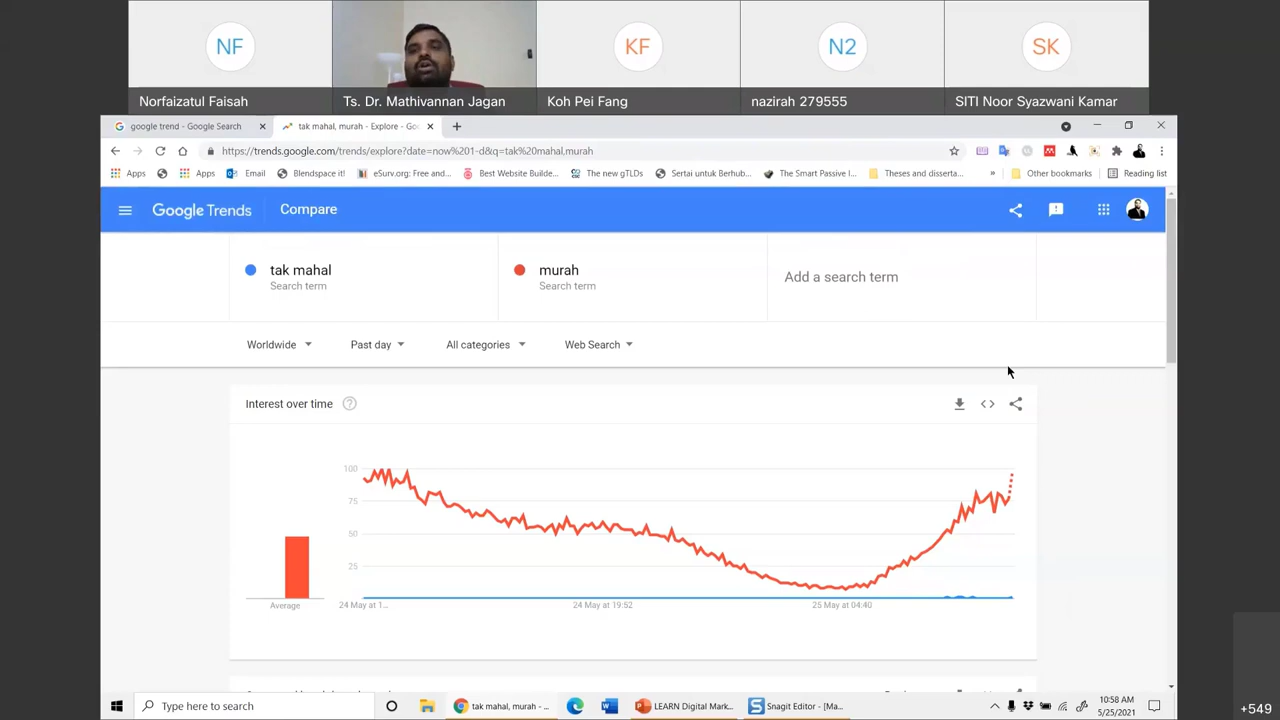 NF
KF
N2
SK
Norfaizatul Faisah
Ts. Dr. Mathivannan Jagan
Koh Pei Fang
nazirah 279555
SITI Noor Syazwani Kamar
google trend - Google Search
tak mahal, murah - Explore - Goo
https://trends.google.com/trends/explore?date=now%201-d&q=tak%20mahal,murah
Apps
Apps
Email
Blendspace it!
eSurv.org: Free and...
Best Website Builde...
The new gTLDs
Sertai untuk Berhub...
The Smart Passive I...
Theses and disserta...
»
Other bookmarks
Reading list
Google Trends
Compare
tak mahal
Search term
murah
Search term
Add a search term
Worldwide
Past day
All categories
Web Search
Interest over time
?
100
75
50
25
Average
24 May at 1...
24 May at 19:52
25 May at 04:40
Type here to search
tak mahal, murah - ...
LEARN Digital Mark...
Snagit Editor - [Ma...
10:58 AM
5/25/2021
+549